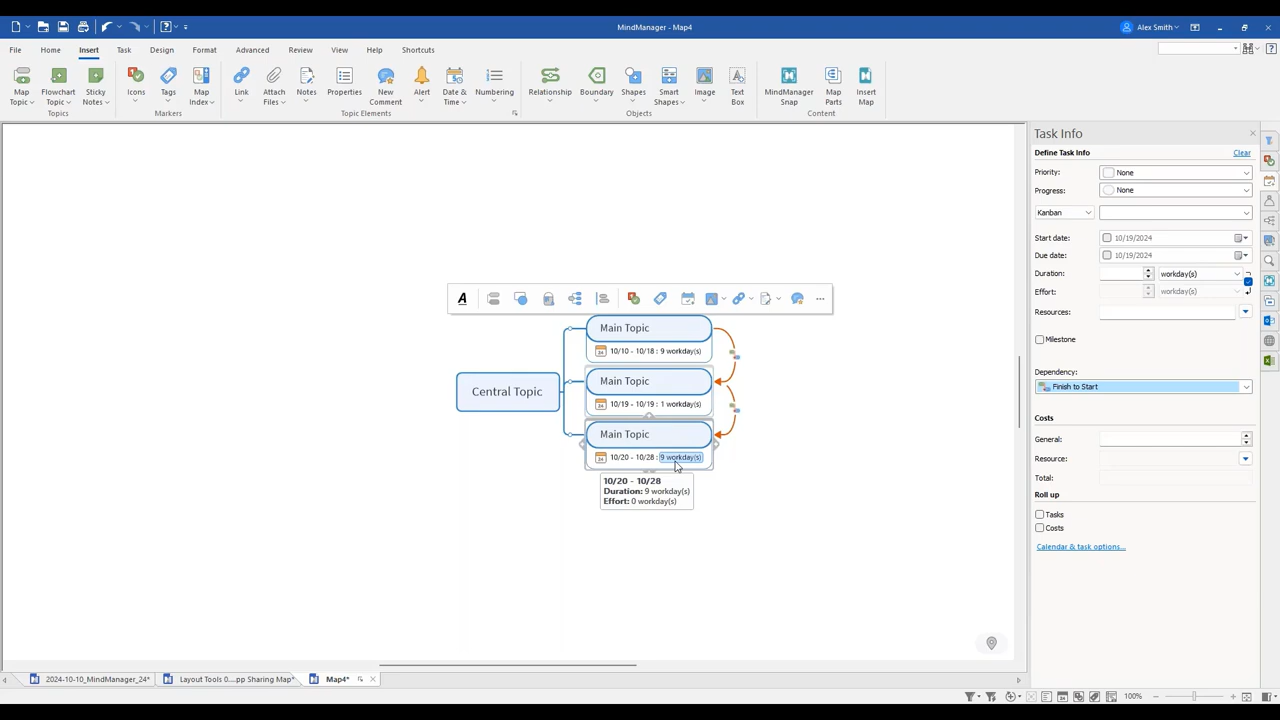 MindManager - Map4
Alex Smith
File Home Insert Task Design Format Advanced Review View Help Shortcuts
Map Topic Flowchart Topic Sticky Notes Icons Tags Map Index Link Attach Files Notes Properties New Comment Alert Date & Time Numbering Relationship Boundary Shapes Smart Shapes Image Text Box MindManager Snap Map Parts Insert Map
Topics Markers Topic Elements Objects Content
Task Info
Define Task Info Clear
Priority: None
Progress: None
Kanban
Start date: 10/19/2024
Due date: 10/19/2024
Duration: workday(s)
Effort: workday(s)
Resources:
Milestone
Dependency:
Finish to Start
Costs
General:
Resource:
Total:
Roll up
Tasks
Costs
Calendar & task options...
Central Topic
Main Topic
10/10 - 10/18 : 9 workday(s)
Main Topic
10/19 - 10/19 : 1 workday(s)
Main Topic
10/20 - 10/28 : 9 workday(s)
10/20 - 10/28
Duration: 9 workday(s)
Effort: 0 workday(s)
2024-10-10_MindManager_24* Layout Tools 0....pp Sharing Map* Map4*
100%